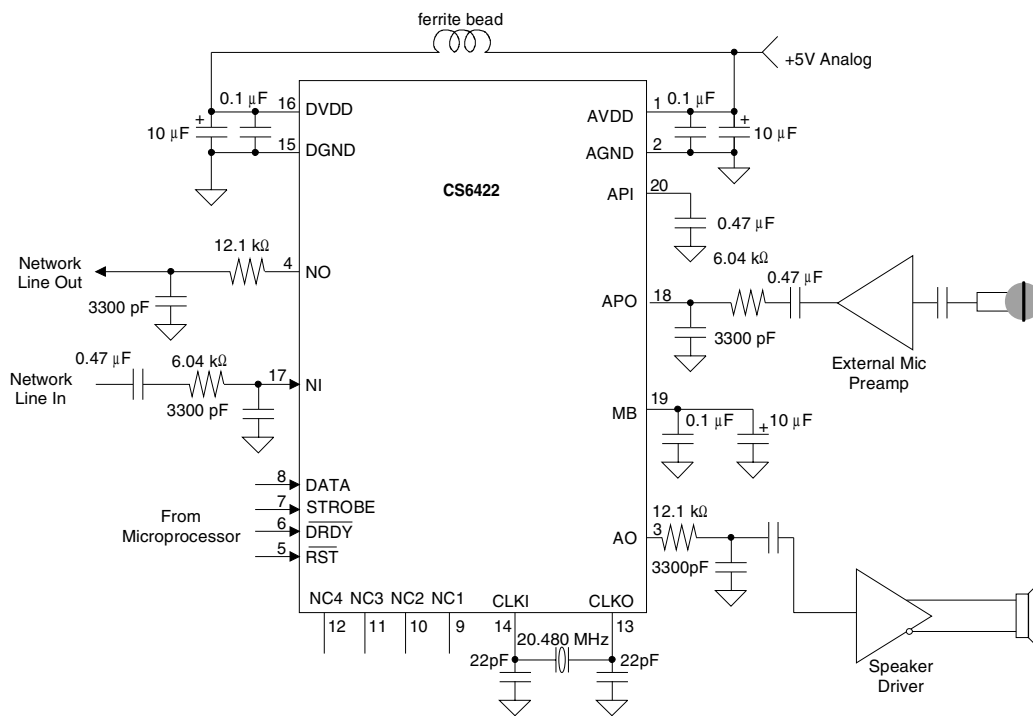 ferrite bead
+5V Analog
0.1 µF
16
DVDD
+
10 µF
15
DGND
1
AVDD
0.1 µF
+
10 µF
2
AGND
CS6422
20
API
0.47 µF
12.1 kΩ
4
NO
Network
Line Out
3300 pF
6.04 kΩ
0.47 µF
18
APO
3300 pF
External Mic
Preamp
0.47 µF
6.04 kΩ
Network
Line In
17
NI
3300 pF
19
MB
0.1 µF
+
10 µF
8
DATA
7
STROBE
From
Microprocessor
6
DRDY
5
RST
12.1 kΩ
AO
3
3300pF
NC4
NC3
NC2
NC1
CLKI
CLKO
12
11
10
9
14
13
20.480 MHz
22pF
22pF
Speaker
Driver